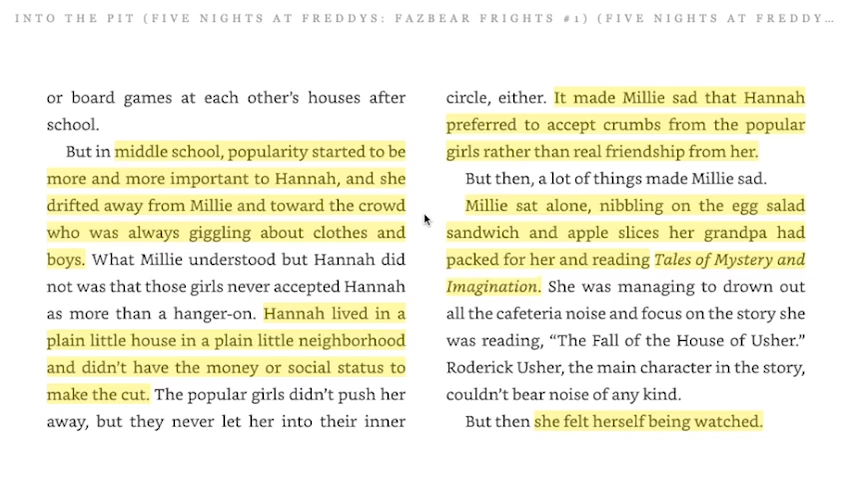 INTO THE PIT (FIVE NIGHTS AT FREDDYS: FAZBEAR FRIGHTS #1) (FIVE NIGHTS AT FREDDY...
or board games at each other's houses after
school.
But in middle school, popularity started to be
more and more important to Hannah, and she
drifted away from Millie and toward the crowd
who was always giggling about clothes and
boys. What Millie understood but Hannah did
not was that those girls never accepted Hannah
as more than a hanger-on. Hannah lived in a
plain little house in a plain little neighborhood
and didn't have the money or social status to
make the cut. The popular girls didn't push her
away, but they never let her into their inner
circle, either. It made Millie sad that Hannah
preferred to accept crumbs from the popular
girls rather than real friendship from her.
But then, a lot of things made Millie sad.
Millie sat alone, nibbling on the egg salad
sandwich and apple slices her grandpa had
packed for her and reading Tales of Mystery and
Imagination. She was managing to drown out
all the cafeteria noise and focus on the story she
was reading, “The Fall of the House of Usher.”
Roderick Usher, the main character in the story,
couldn't bear noise of any kind.
But then she felt herself being watched.